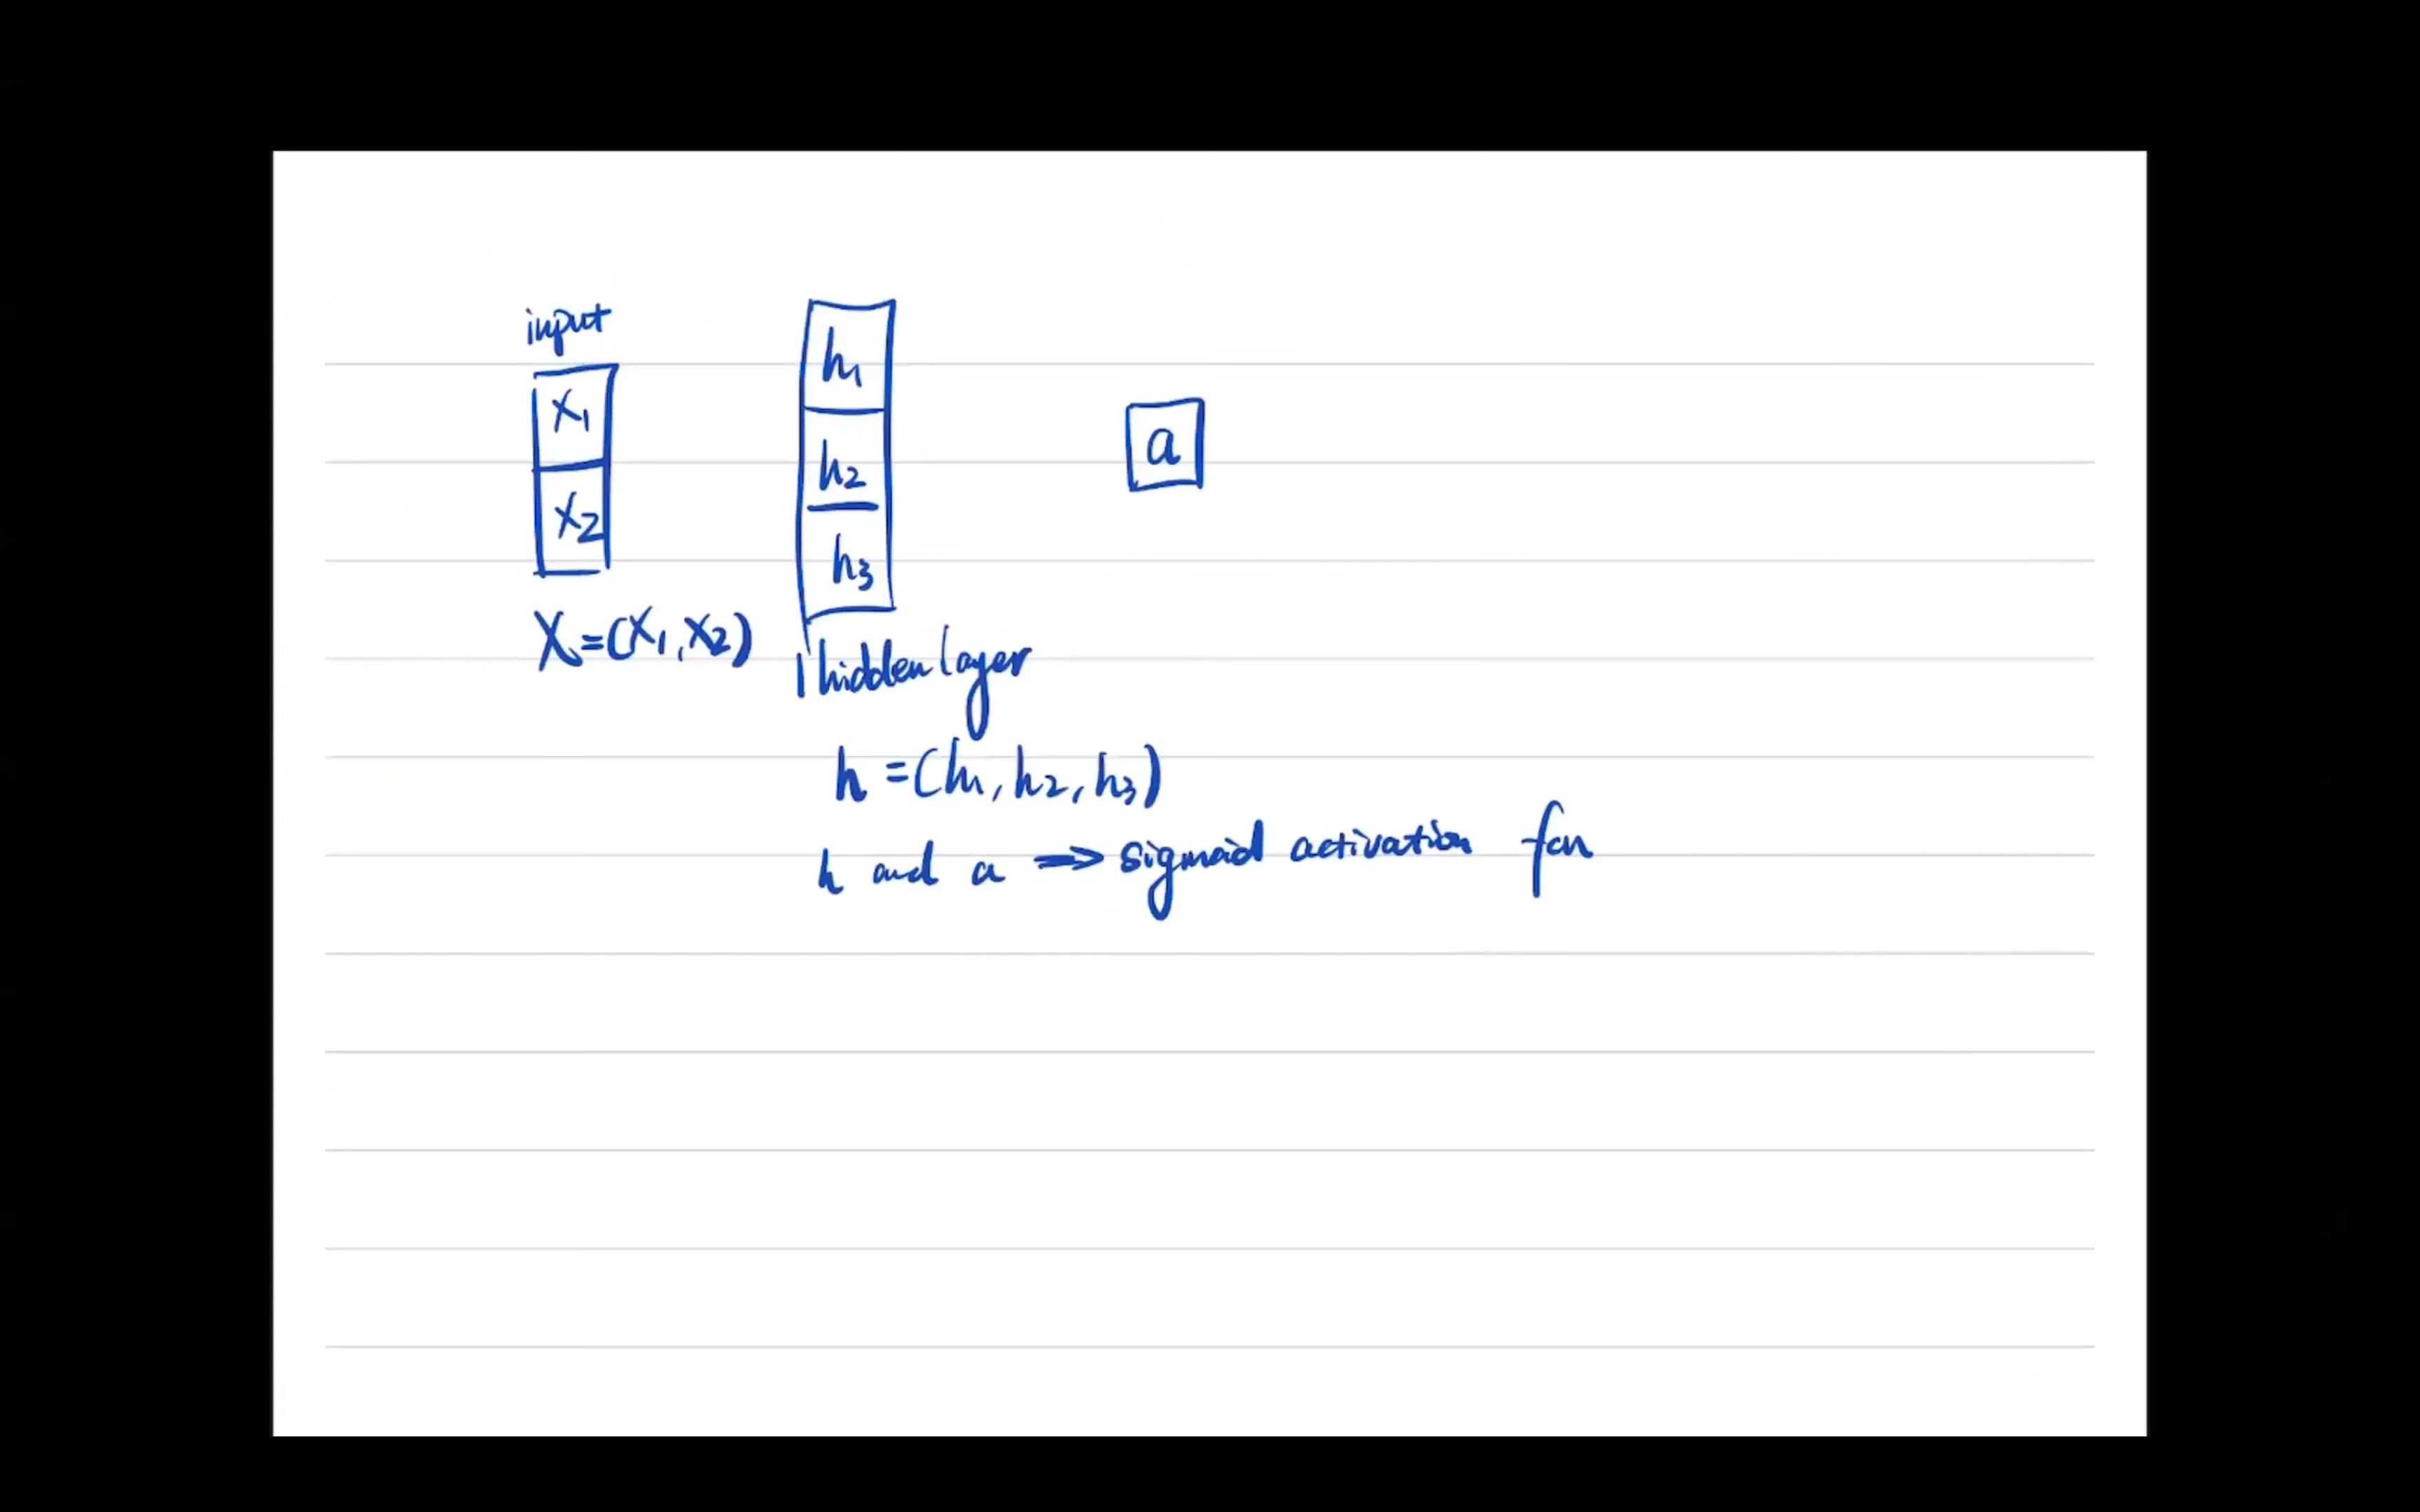 input
x1
x2
X=(x1,x2)
h1
h2
h3
1 hidden layer
a
h=(h1,h2,h3)
h and a ⇒ sigmoid activation fcn